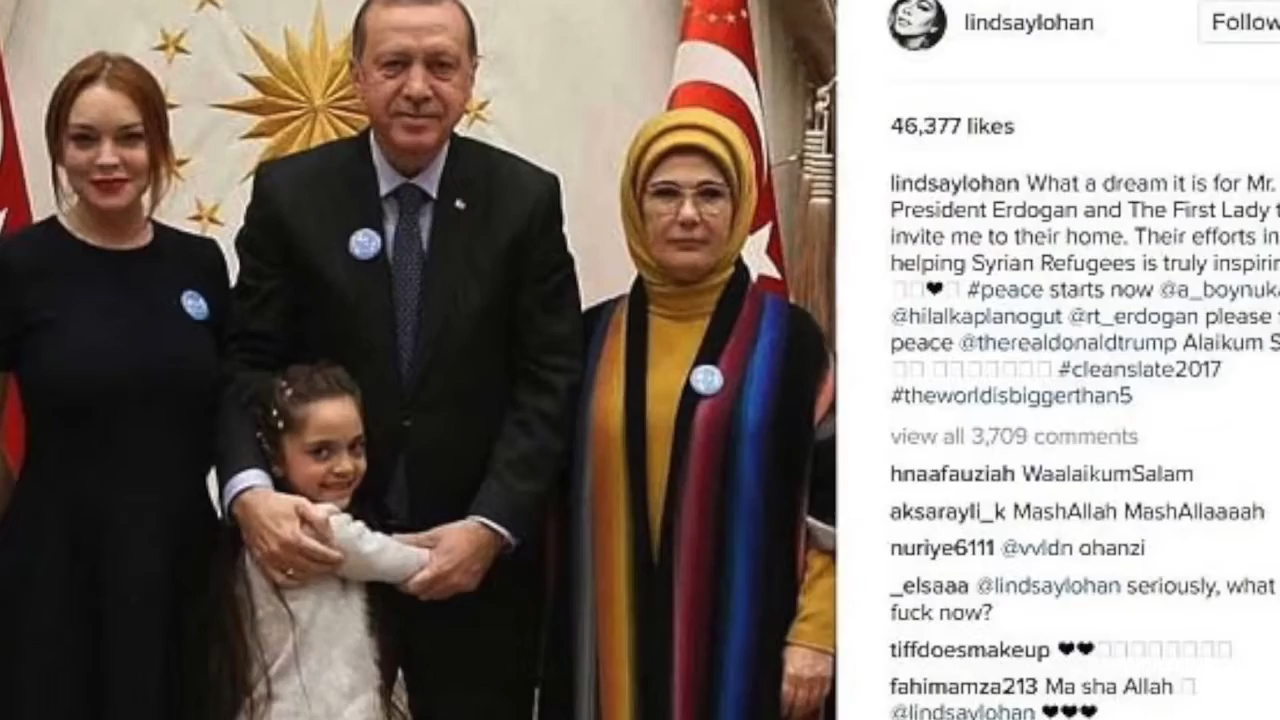 lindsaylohan
Follow
46,377 likes
lindsaylohan What a dream it is for Mr.
President Erdogan and The First Lady
invite me to their home. Their efforts in
helping Syrian Refugees is truly
❤ #peace starts now
@hilalkaplanogut @rt_erdogan please
peace @therealdonaldtrump Alaikum
#cleanslate2017
#theworldisbiggerthan5
view all 3,709 comments
hnaafauziah WaalaikumSalam
aksarayli_k MashAllah MashAllaaaah
nuriye6111 @vvldn ohanzi
_elsaaa @lindsaylohan seriously, what
fuck now?
tiffdoesmakeup ❤❤
fahimamza213 Ma sha Allah
@lindsaylohan ❤❤❤